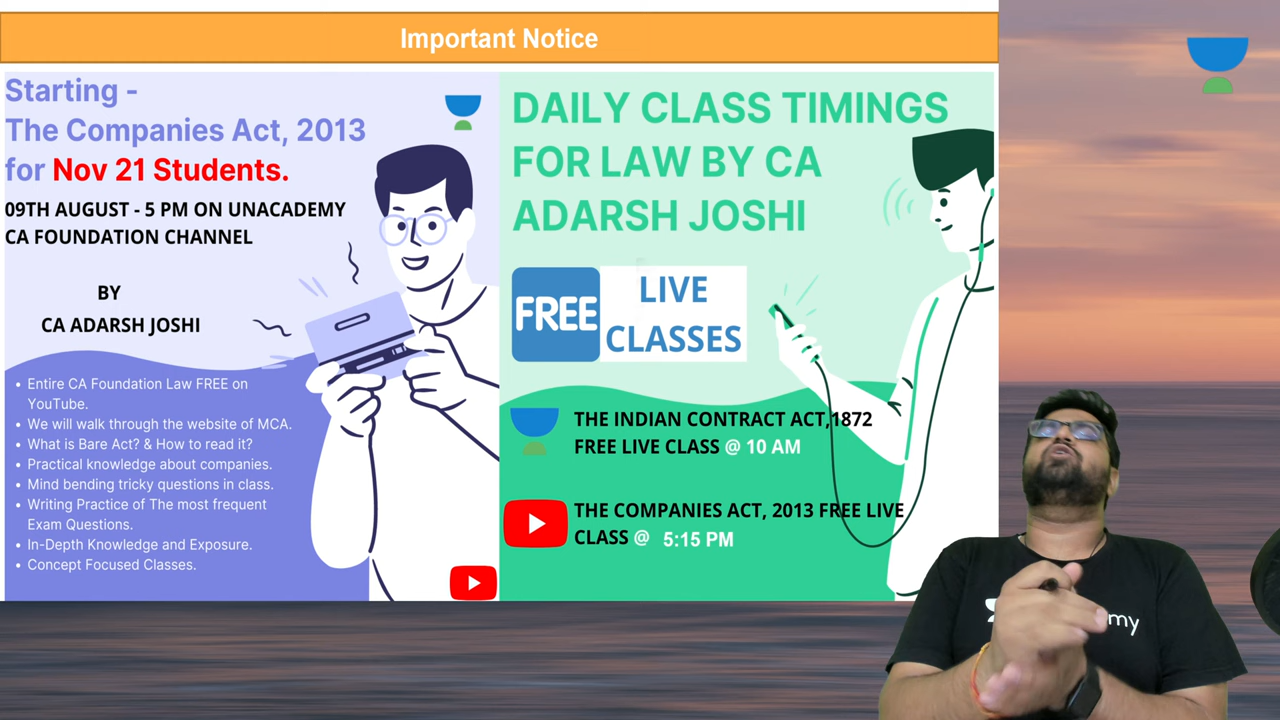 Important Notice
Starting -
The Companies Act, 2013
for Nov 21 Students.
09TH AUGUST - 5 PM ON UNACADEMY
CA FOUNDATION CHANNEL
BY
CA ADARSH JOSHI
• Entire CA Foundation Law FREE on
YouTube.
• We will walk through the website of MCA.
• What is Bare Act? & How to read it?
• Practical knowledge about companies.
• Mind bending tricky questions in class.
• Writing Practice of The most frequent
Exam Questions.
• In-Depth Knowledge and Exposure.
• Concept Focused Classes.
DAILY CLASS TIMINGS
FOR LAW BY CA
ADARSH JOSHI
FREE
LIVE
CLASSES
THE INDIAN CONTRACT ACT,1872
FREE LIVE CLASS @ 10 AM
THE COMPANIES ACT, 2013 FREE LIVE
CLASS @ 5:15 PM
my